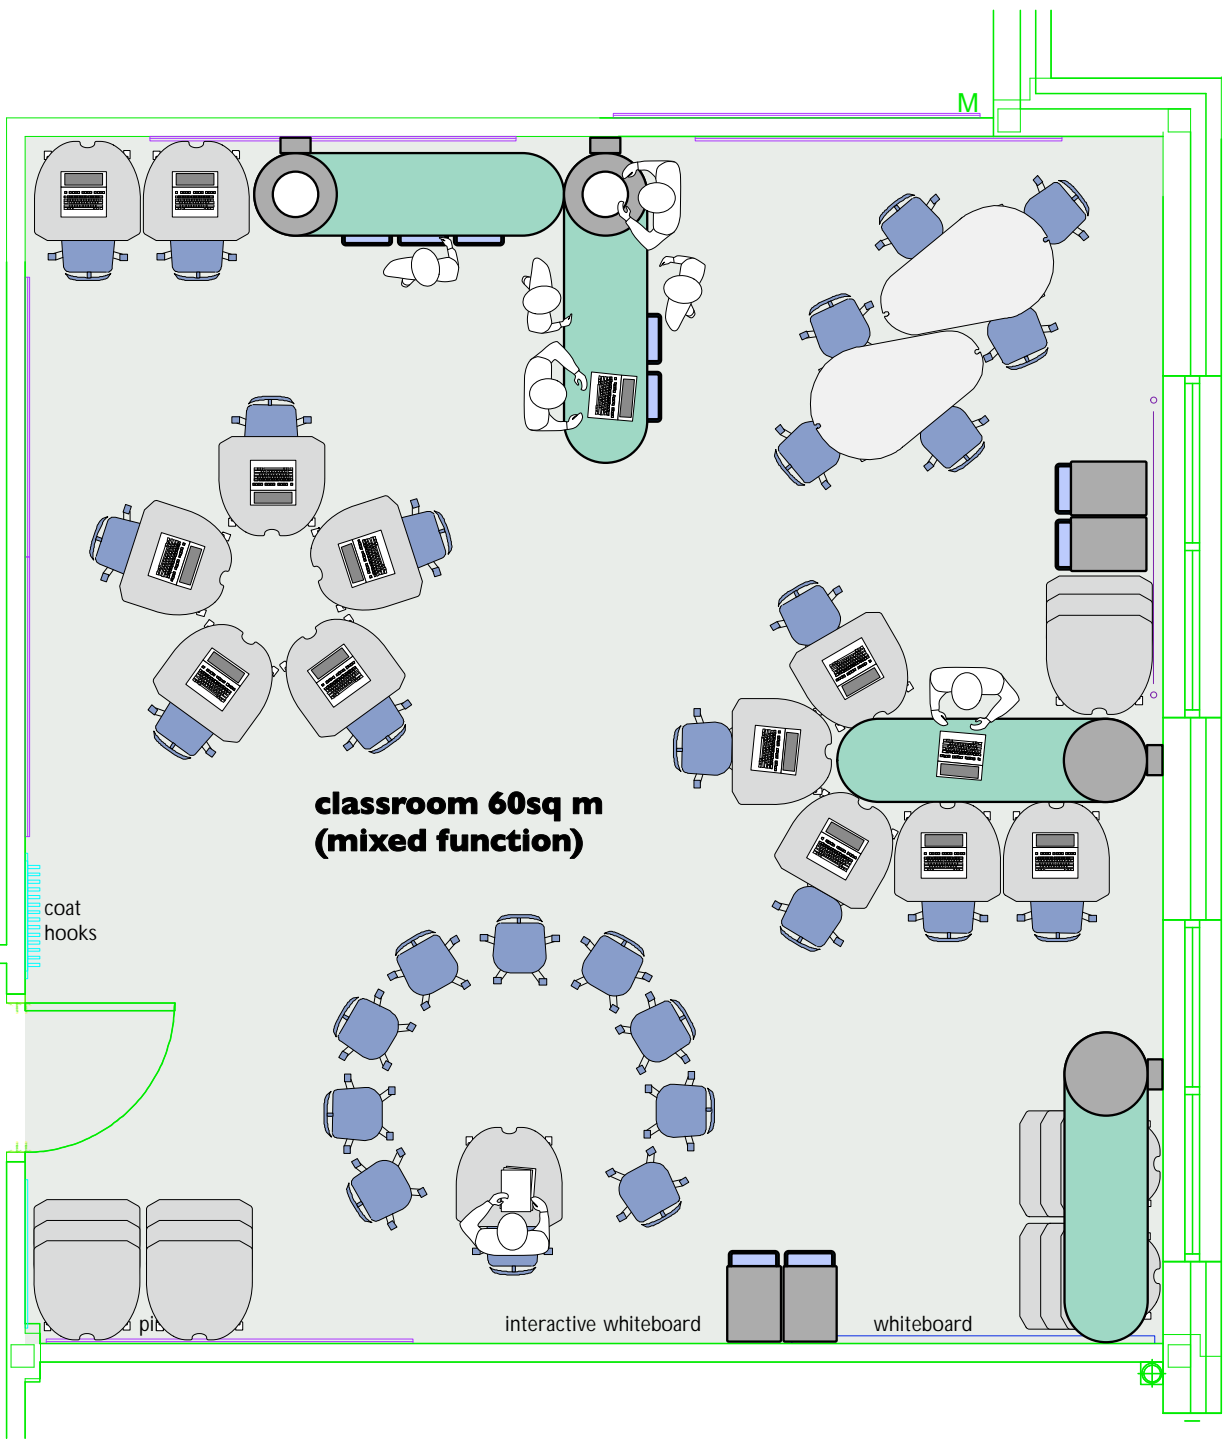 M
classroom 60sq m
(mixed function)
coat
hooks
interactive whiteboard
whiteboard